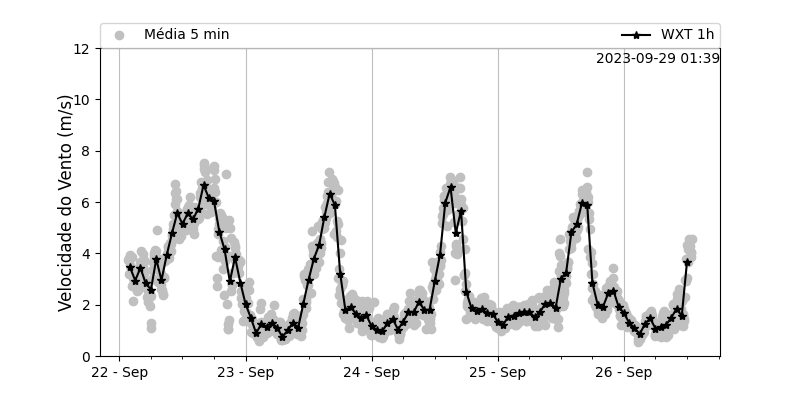 Média 5 min
WXT 1h
2023-09-29 01:39
Velocidade do Vento (m/s)
12
10
8
6
4
2
0
22 - Sep
23 - Sep
24 - Sep
25 - Sep
26 - Sep